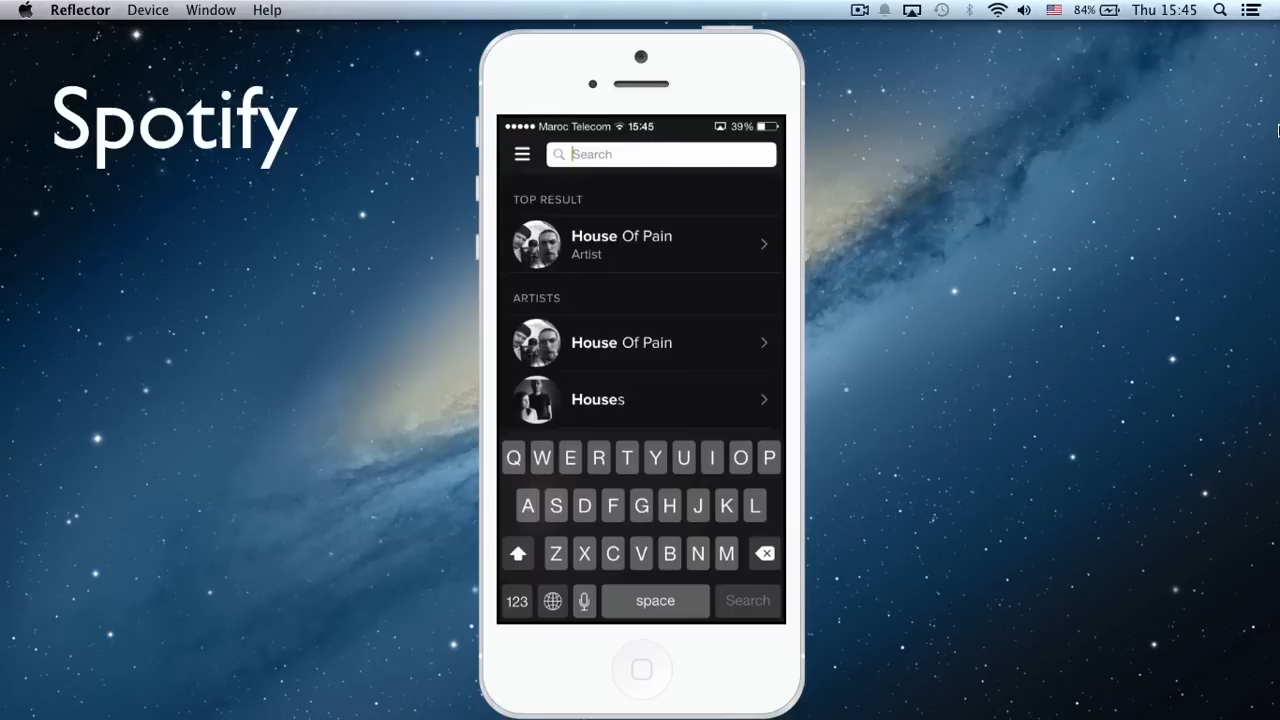 Reflector Device Window Help 84% Thu 15:45
Spotify
Maroc Telecom 15:45 39%
Search
TOP RESULT
House Of Pain
Artist
ARTISTS
House Of Pain
Houses
Q W E R T Y U I O P
A S D F G H J K L
Z X C V B N M
123 space Search